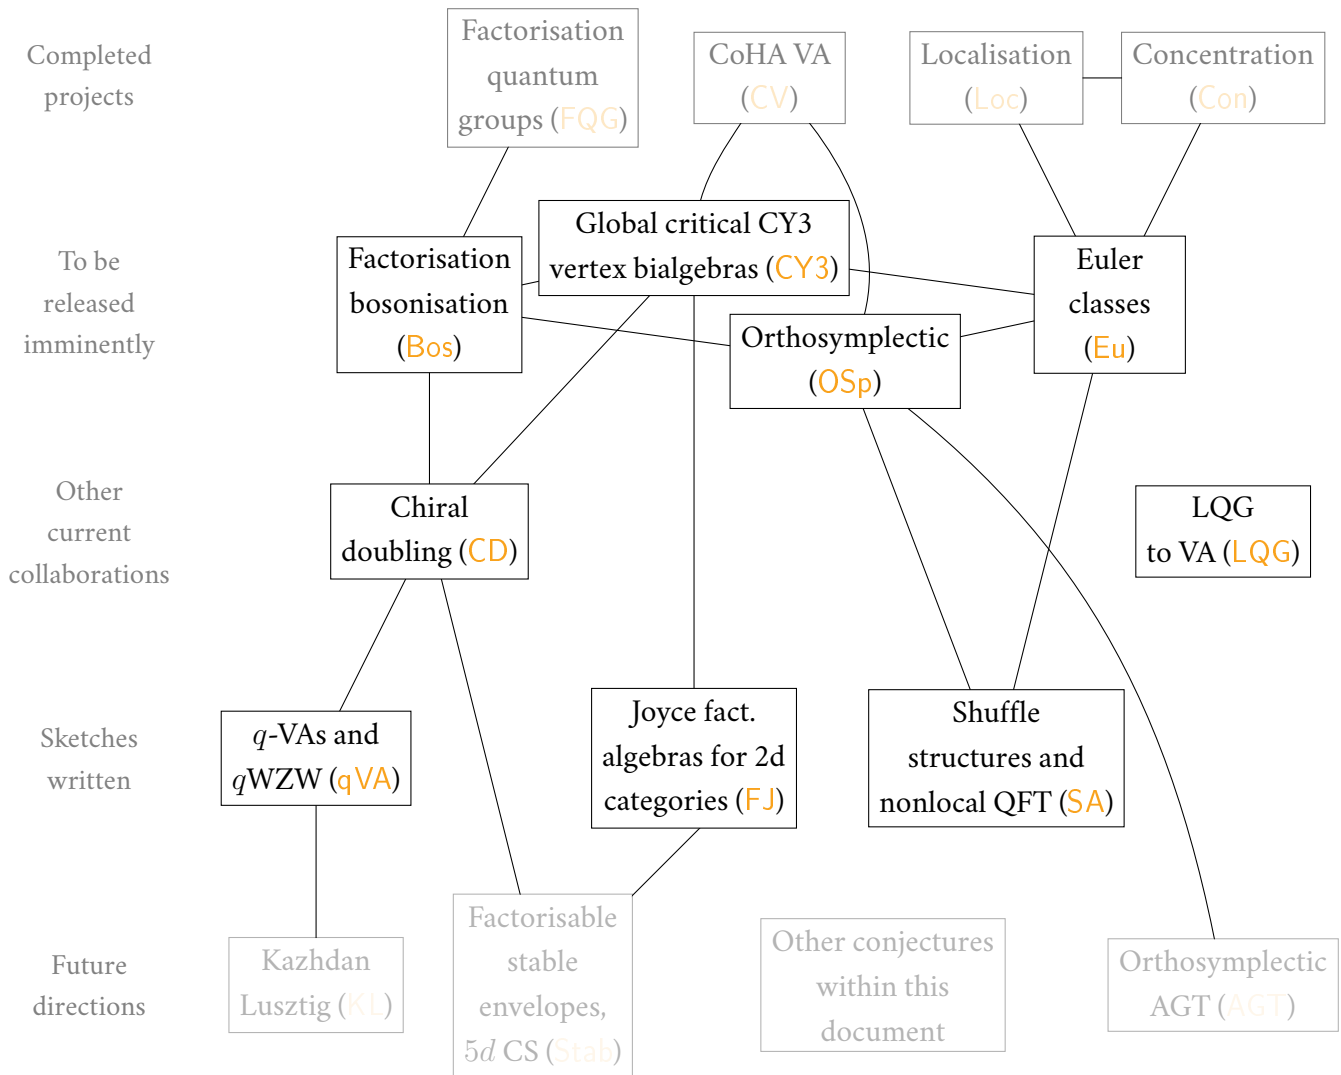 Completed
projects
Factorisation
quantum
groups (FQG)
CoHA VA
(CV)
Localisation
(Loc)
Concentration
(Con)
To be
released
imminently
Factorisation
bosonisation
(Bos)
Global critical CY3
vertex bialgebras (CY3)
Orthosymplectic
(OSp)
Euler
classes
(Eu)
Other
current
collaborations
Chiral
doubling (CD)
LQG
to VA (LQG)
Sketches
written
q-VAs and
qWZW (qVA)
Joyce fact.
algebras for 2d
categories (FJ)
Shuffle
structures and
nonlocal QFT (SA)
Future
directions
Kazhdan
Lusztig (KL)
Factorisable
stable
envelopes,
5d CS (Stab)
Other conjectures
within this
document
Orthosymplectic
AGT (AGT)